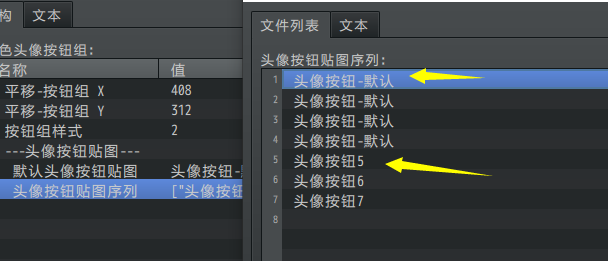 构 文本
色头像按钮组:
名称 值
平移-按钮组 X 408
平移-按钮组 Y 312
按钮组样式 2
---头像按钮贴图---
默认头像按钮贴图 头像按钮-
头像按钮贴图序列 ["头像按钮
文件列表 文本
头像按钮贴图序列:
1 头像按钮-默认
2 头像按钮-默认
3 头像按钮-默认
4 头像按钮-默认
5 头像按钮5
6 头像按钮6
7 头像按钮7
8